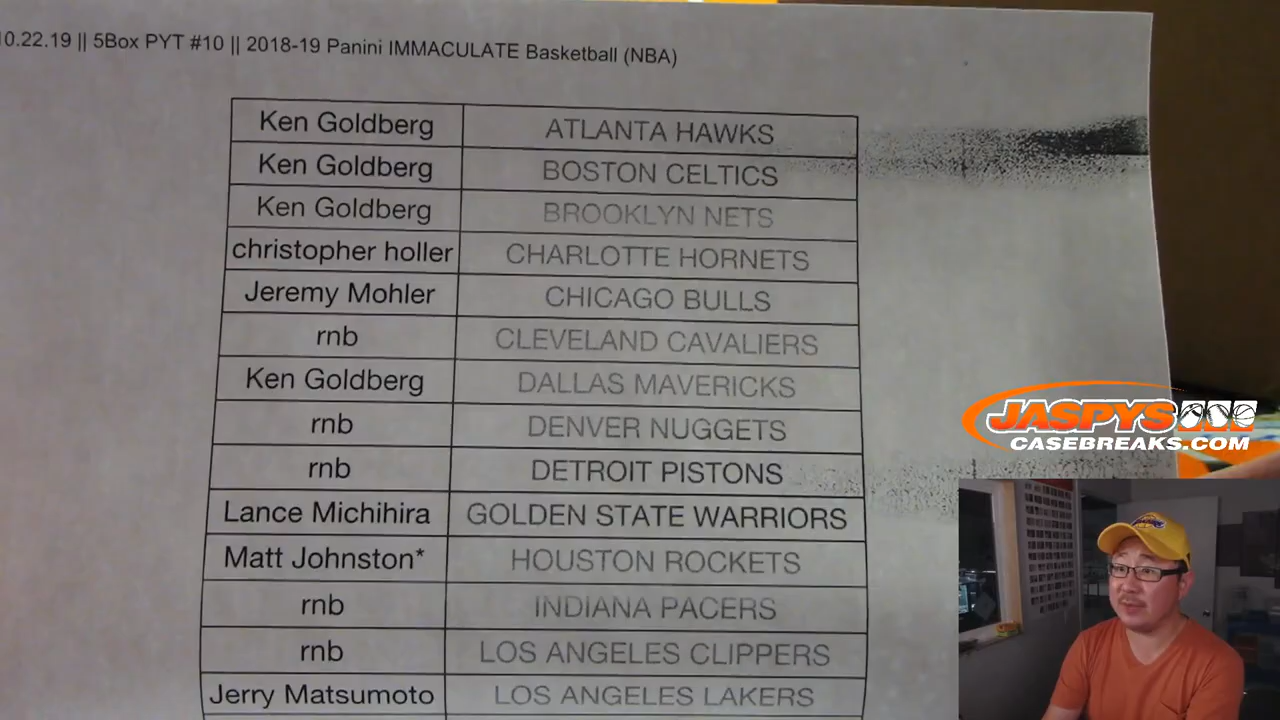 10.22.19 || 5Box PYT #10 || 2018-19 Panini IMMACULATE Basketball (NBA)
Ken Goldberg ATLANTA HAWKS
Ken Goldberg BOSTON CELTICS
Ken Goldberg BROOKLYN NETS
christopher holler CHARLOTTE HORNETS
Jeremy Mohler CHICAGO BULLS
rnb CLEVELAND CAVALIERS
Ken Goldberg DALLAS MAVERICKS
rnb DENVER NUGGETS
rnb DETROIT PISTONS
Lance Michihira GOLDEN STATE WARRIORS
Matt Johnston* HOUSTON ROCKETS
rnb INDIANA PACERS
rnb LOS ANGELES CLIPPERS
Jerry Matsumoto LOS ANGELES LAKERS
JASPYS
CASEBREAKS.COM